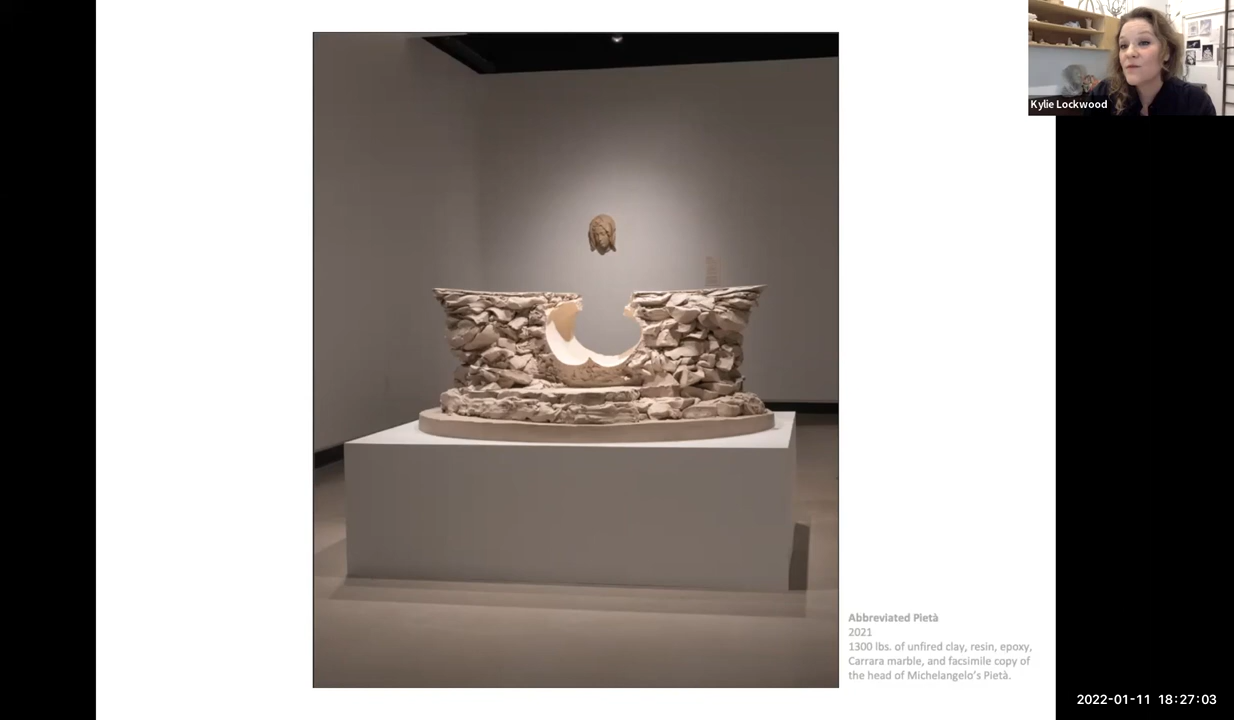 Kylie Lockwood
Abbreviated Pietà
2021
1300 lbs. of unfired clay, resin, epoxy,
Carrara marble, and facsimile copy of
the head of Michelangelo's Pietà.
2022-01-11 18:27:03